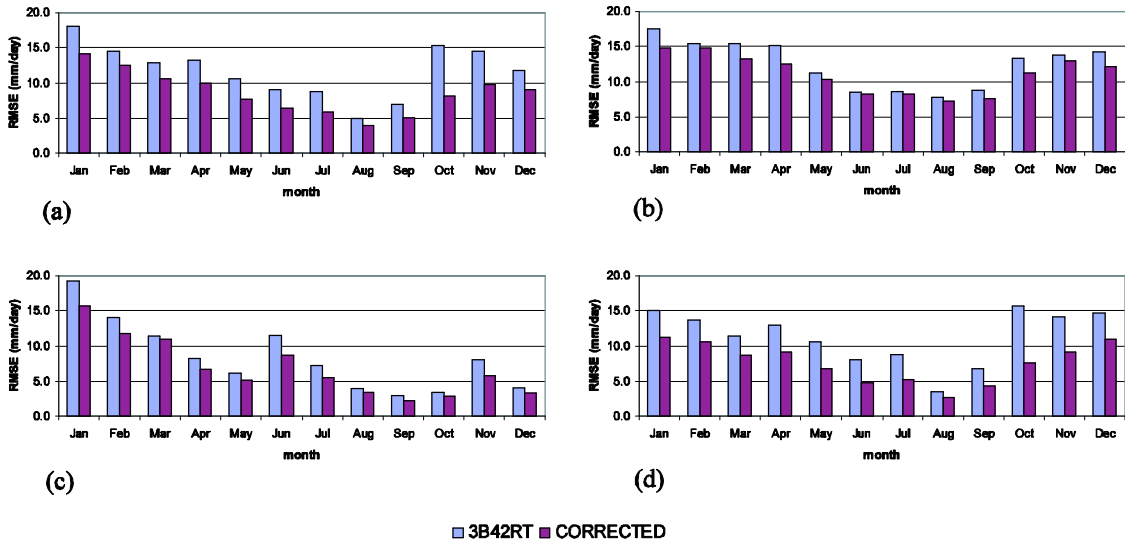 20.0
15.0
10.0
5.0
0.0
RMSE (mm/day)
Jan Feb Mar Apr May Jun Jul Aug Sep Oct Nov Dec
month
(a)
20.0
15.0
10.0
5.0
0.0
RMSE (mm/day)
Jan Feb Mar Apr May Jun Jul Aug Sep Oct Nov Dec
month
(b)
20.0
15.0
10.0
5.0
0.0
RMSE (mm/day)
Jan Feb Mar Apr May Jun Jul Aug Sep Oct Nov Dec
month
(c)
20.0
15.0
10.0
5.0
0.0
RMSE (mm/day)
Jan Feb Mar Apr May Jun Jul Aug Sep Oct Nov Dec
month
(d)
3B42RT CORRECTED